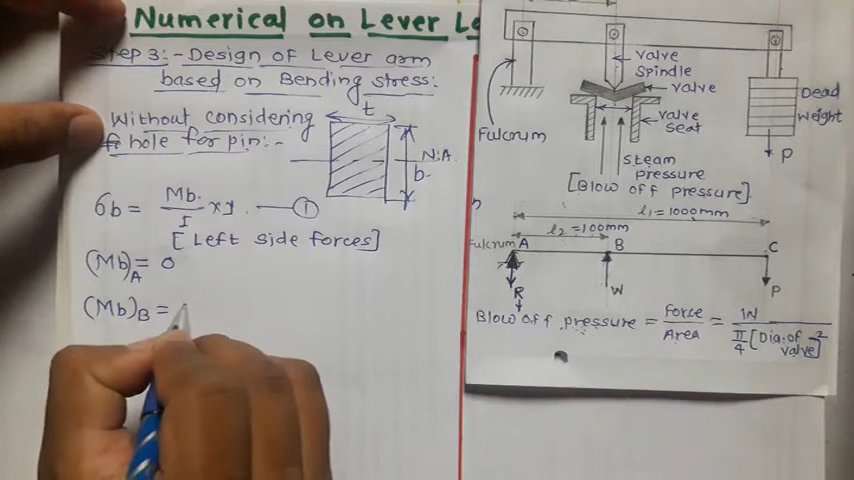 Numerical on Lever
Step 3:- Design of Lever arm
based on Bending stress:
Without considering
hole for pin:-
t
N.A
b
σb = Mb/I × y —①
[Left side forces]
(Mb)A = 0
(Mb)B =
valve
spindle
valve
valve
seat
Dead
weight
Fulcrum
P
steam
pressure
[Blow off pressure]
l1=1000mm
l2=100mm
Fulcrum A
B
C
R
W
P
Blow off pressure = Force/Area = W/π/4[Dia. of valve]²